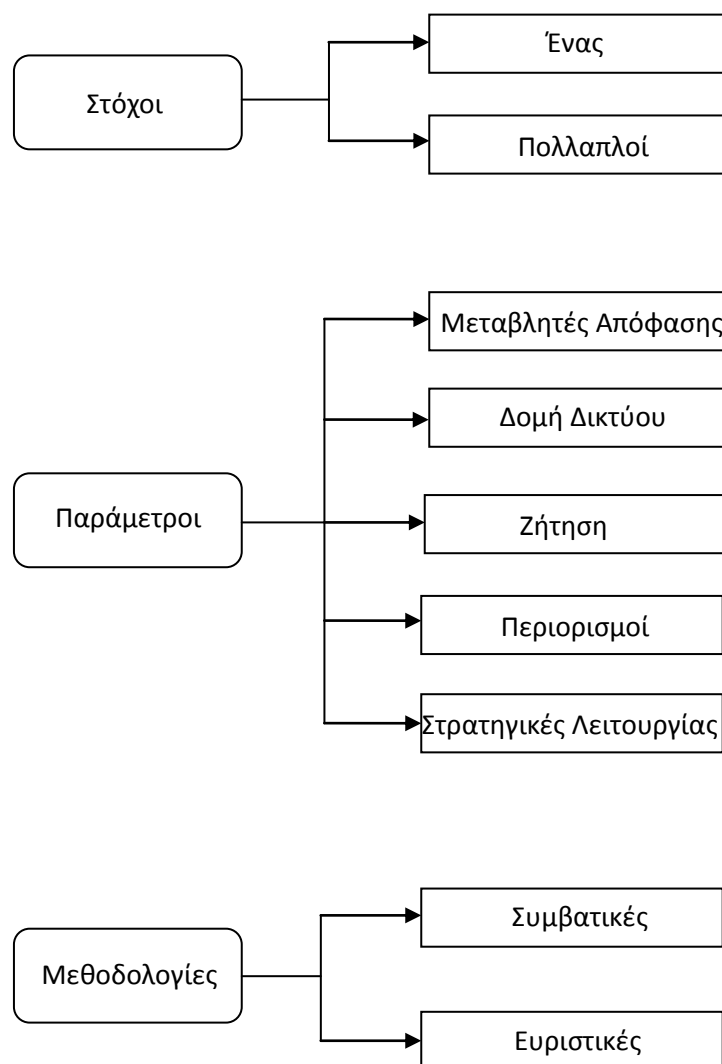 Στόχοι
Ένας
Πολλαπλοί
Παράμετροι
Μεταβλητές Απόφασης
Δομή Δικτύου
Ζήτηση
Περιορισμοί
Στρατηγικές Λειτουργίας
Μεθοδολογίες
Συμβατικές
Ευριστικές